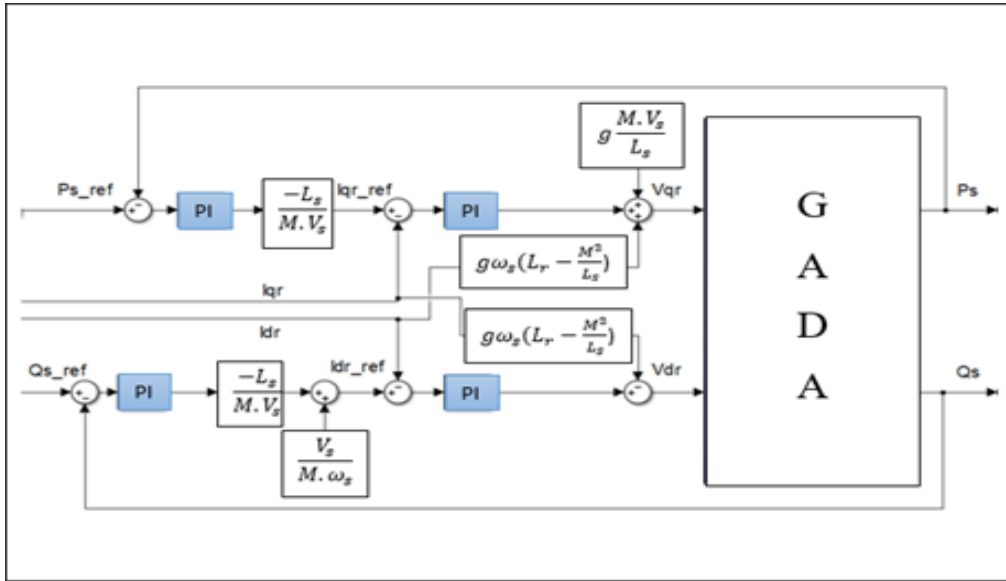 g M.Vₛ / Lₛ
Ps_ref
PI
−Lₛ / M.Vₛ
Iqr_ref
PI
Vqr
Ps
gωₛ(Lᵣ − M² / Lₛ)
Iqr
Idr
gωₛ(Lᵣ − M² / Lₛ)
Qs_ref
PI
−Lₛ / M.Vₛ
Idr_ref
PI
Vdr
Qs
Vₛ / M.ωₛ
G
A
D
A